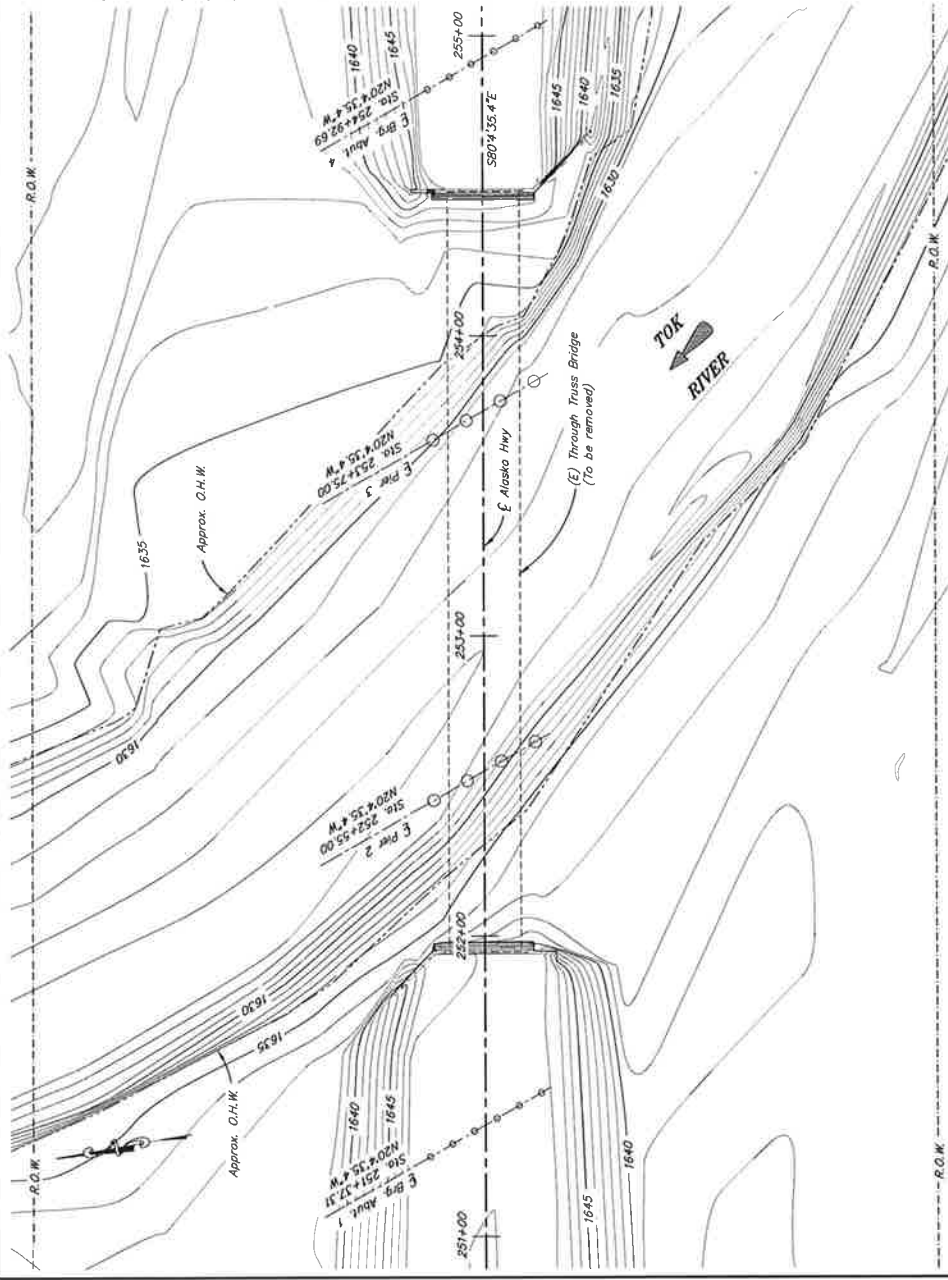 R.O.W.
R.O.W.
R.O.W.
R.O.W.
1640
1645
1640
1645
1645
1640
1645
1640
1635
1630
1635
1630
1630
1635
1640
1645
251+00
252+00
253+00
254+00
255+00
S80°4'35.4"E
℄ Brg. Abut. 1
Sta. 251+37.31
N20°4'35.4"W
℄ Pier 2
Sta. 252+55.00
N20°4'35.4"W
℄ Pier 3
Sta. 253+75.00
N20°4'35.4"W
℄ Brg. Abut. 4
Sta. 254+92.69
N20°4'35.4"W
Approx. O.H.W.
Approx. O.H.W.
℄ Alaska Hwy
(E) Through Truss Bridge
(To be removed)
TOK
RIVER